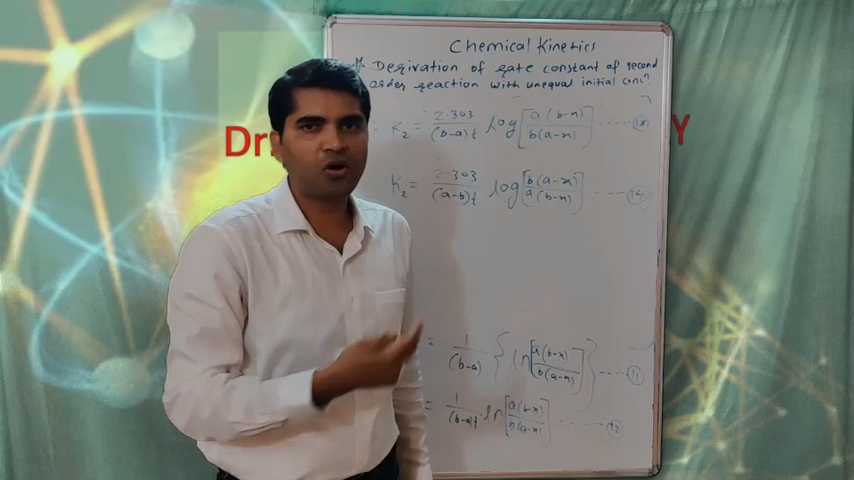 Chemical Kinetics
# Derivation of rate constant of second
order reaction with unequal initial concⁿ
Dr.
Y
K₂ = 2.303/(b-a)t log[a(b-x)/b(a-x)] ..... (13)
K₂ = 2.303/(a-b)t log[b(a-x)/a(b-x)] ---- (14)
= 1/(b-a) {ln[a(b-x)/b(a-x)]} ---- (11)
= 1/(b-a)t ln[a(b-x)/b(a-x)] ..... (12)